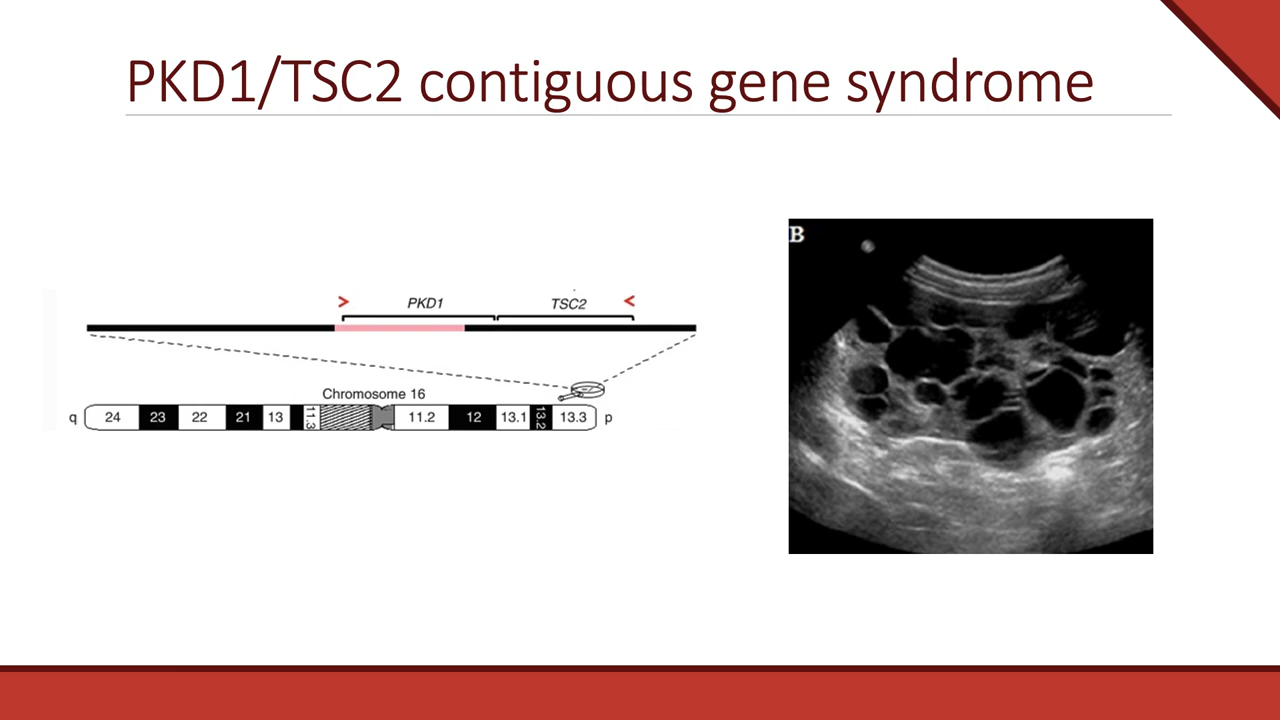 PKD1/TSC2 contiguous gene syndrome
> PKD1 TSC2 <
Chromosome 16
q 24 23 22 21 13 11.3 11.2 12 13.1 13.2 13.3 p
B